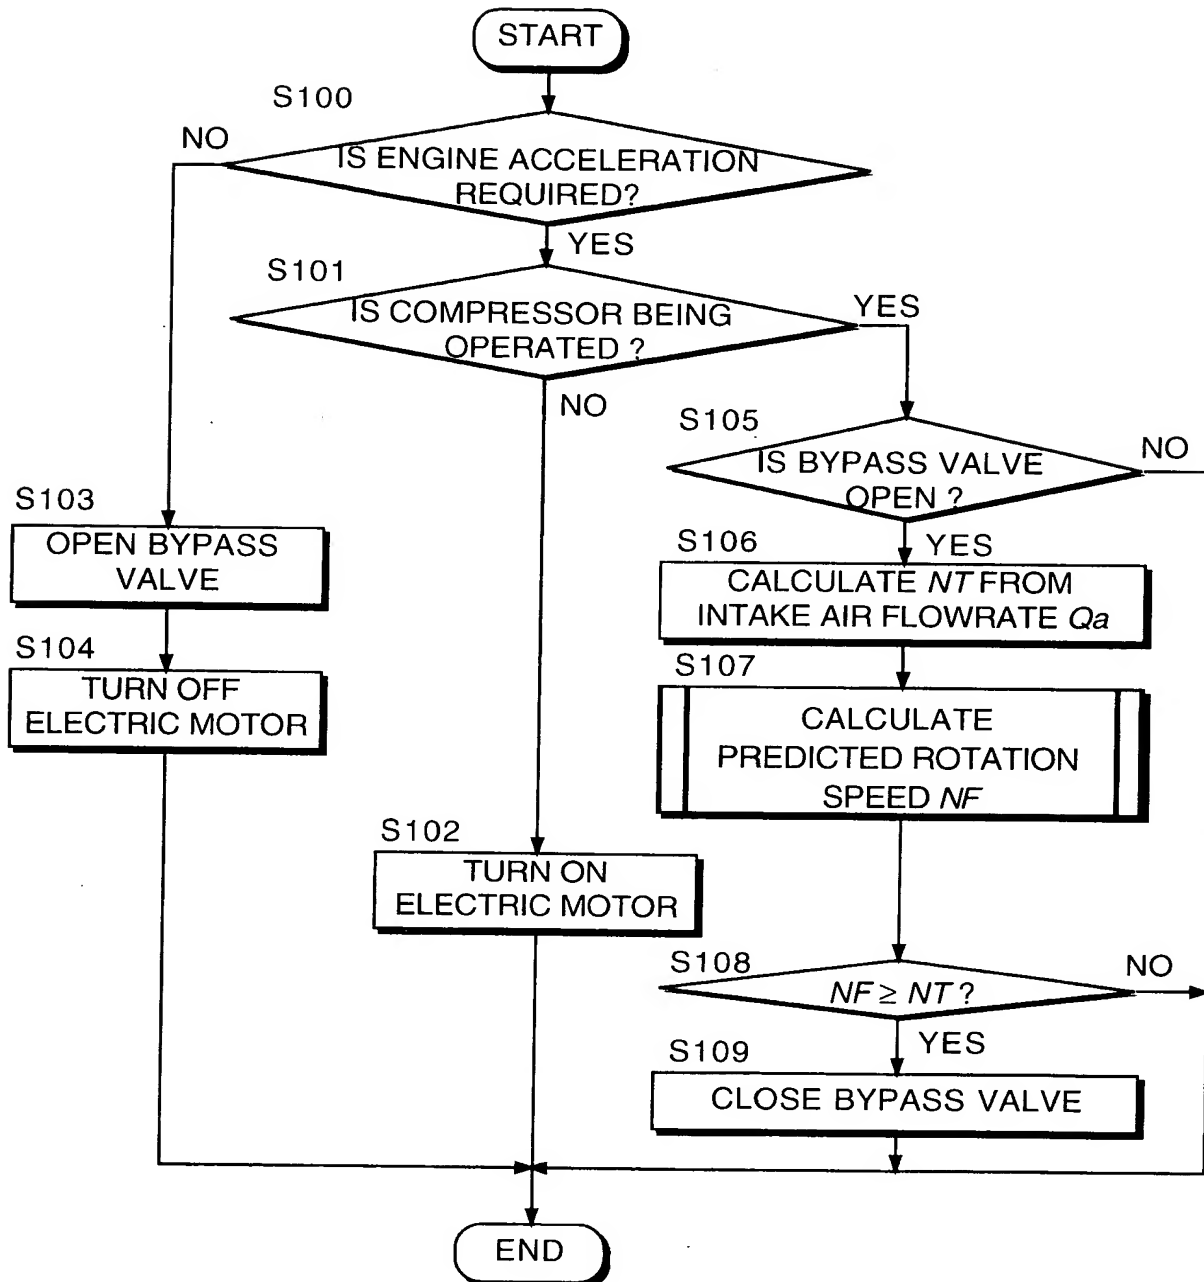 START
S100
NO
IS ENGINE ACCELERATION
REQUIRED?
YES
S101
IS COMPRESSOR BEING
OPERATED ?
YES
NO
S105
IS BYPASS VALVE
OPEN ?
NO
YES
S103
OPEN BYPASS
VALVE
S106
CALCULATE NT FROM
INTAKE AIR FLOWRATE Qa
S104
TURN OFF
ELECTRIC MOTOR
S107
CALCULATE
PREDICTED ROTATION
SPEED NF
S102
TURN ON
ELECTRIC MOTOR
S108
NF ≥ NT ?
NO
YES
S109
CLOSE BYPASS VALVE
END